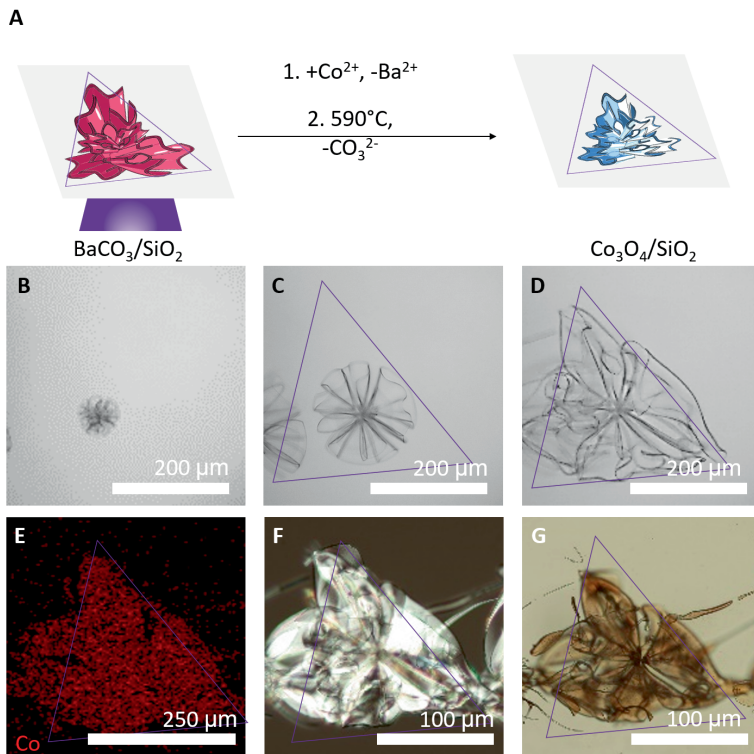 A
1. +Co²⁺, -Ba²⁺
2. 590°C,
-CO₃²⁻
BaCO₃/SiO₂
Co₃O₄/SiO₂
B
200 µm
C
200 µm
D
200 µm
E
Co
250 µm
F
100 µm
G
100 µm